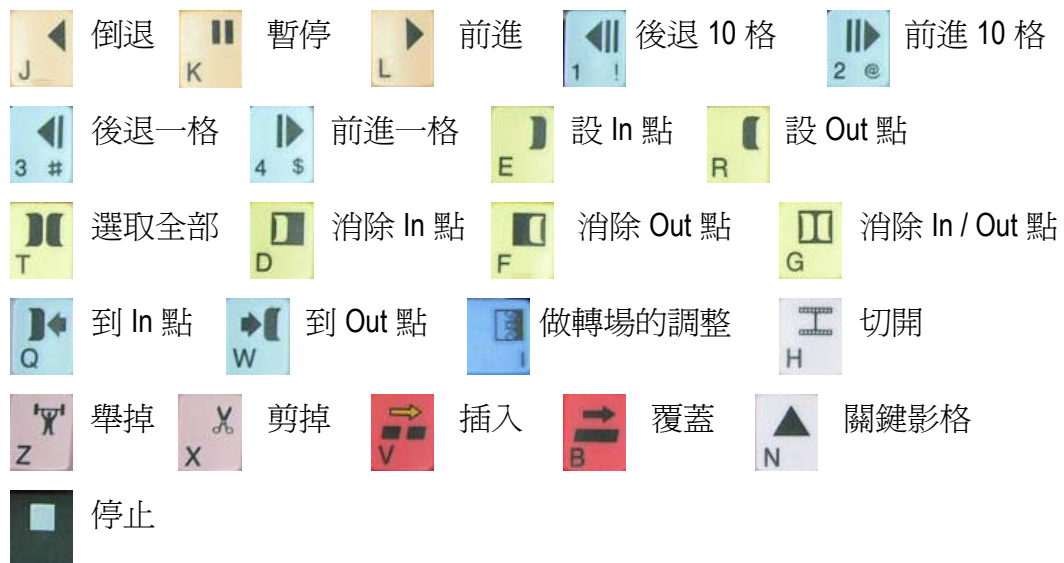 J 倒退 K 暫停 L 前進 1 ! 後退 10 格 2 @ 前進 10 格
3 # 後退一格 4 $ 前進一格 E 設 In 點 R 設 Out 點
T 選取全部 D 消除 In 點 F 消除 Out 點 G 消除 In / Out 點
Q 到 In 點 W 到 Out 點 I 做轉場的調整 H 切開
Z 舉掉 X 剪掉 V 插入 B 覆蓋 N 關鍵影格
停止